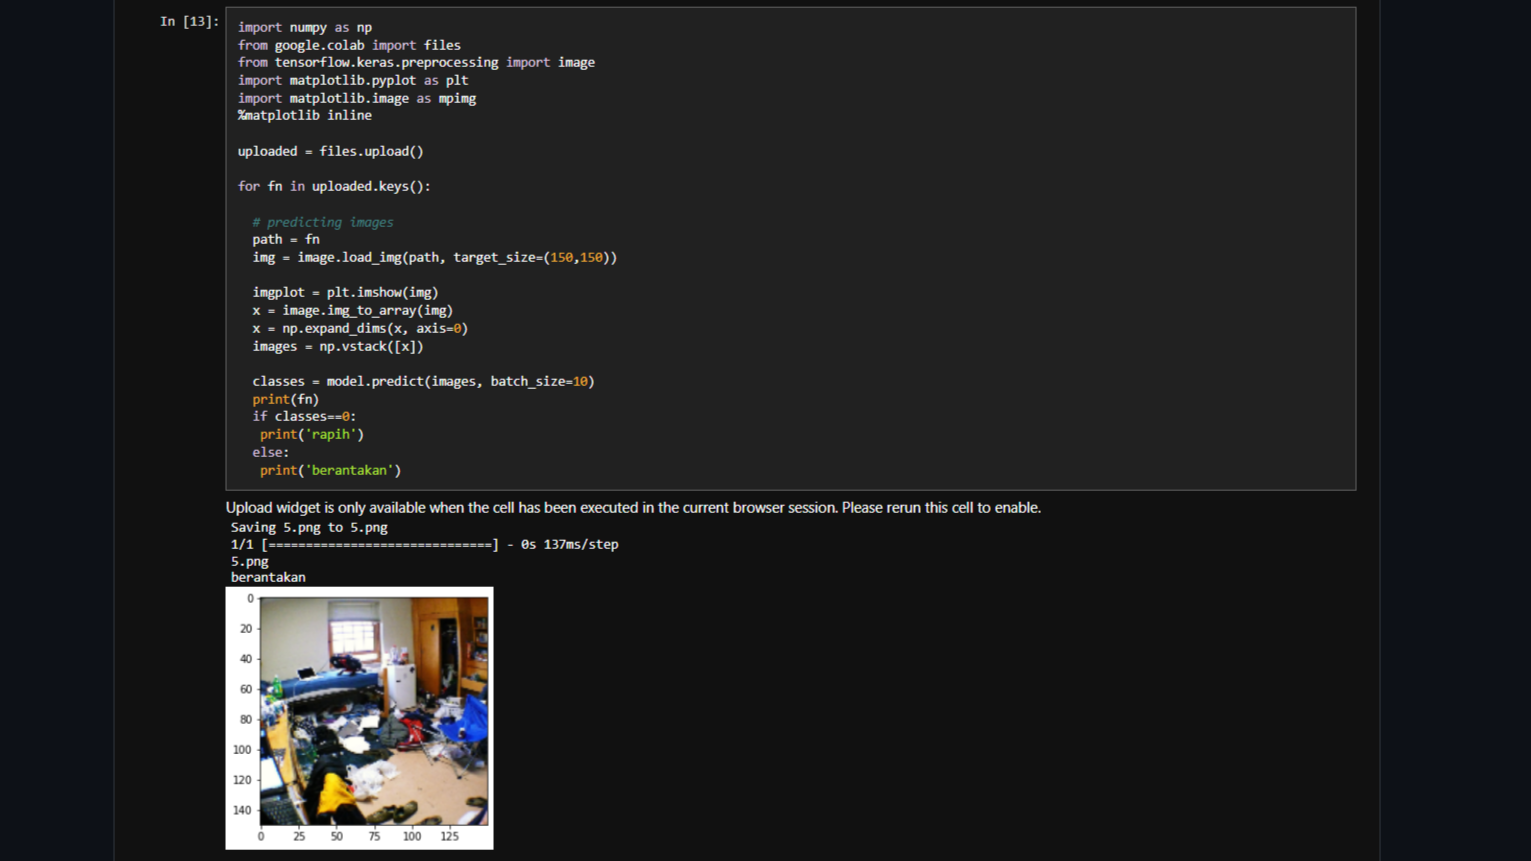 In [13]:
import numpy as np
from google.colab import files
from tensorflow.keras.preprocessing import image
import matplotlib.pyplot as plt
import matplotlib.image as mpimg
%matplotlib inline
uploaded = files.upload()
for fn in uploaded.keys():
# predicting images
path = fn
img = image.load_img(path, target_size=(150,150))
imgplot = plt.imshow(img)
x = image.img_to_array(img)
x = np.expand_dims(x, axis=0)
images = np.vstack([x])
classes = model.predict(images, batch_size=10)
print(fn)
if classes==0:
print('rapih')
else:
print('berantakan')
Upload widget is only available when the cell has been executed in the current browser session. Please rerun this cell to enable.
Saving 5.png to 5.png
1/1 [==============================] - 0s 137ms/step
5.png
berantakan
0
20
40
60
80
100
120
140
0 25 50 75 100 125